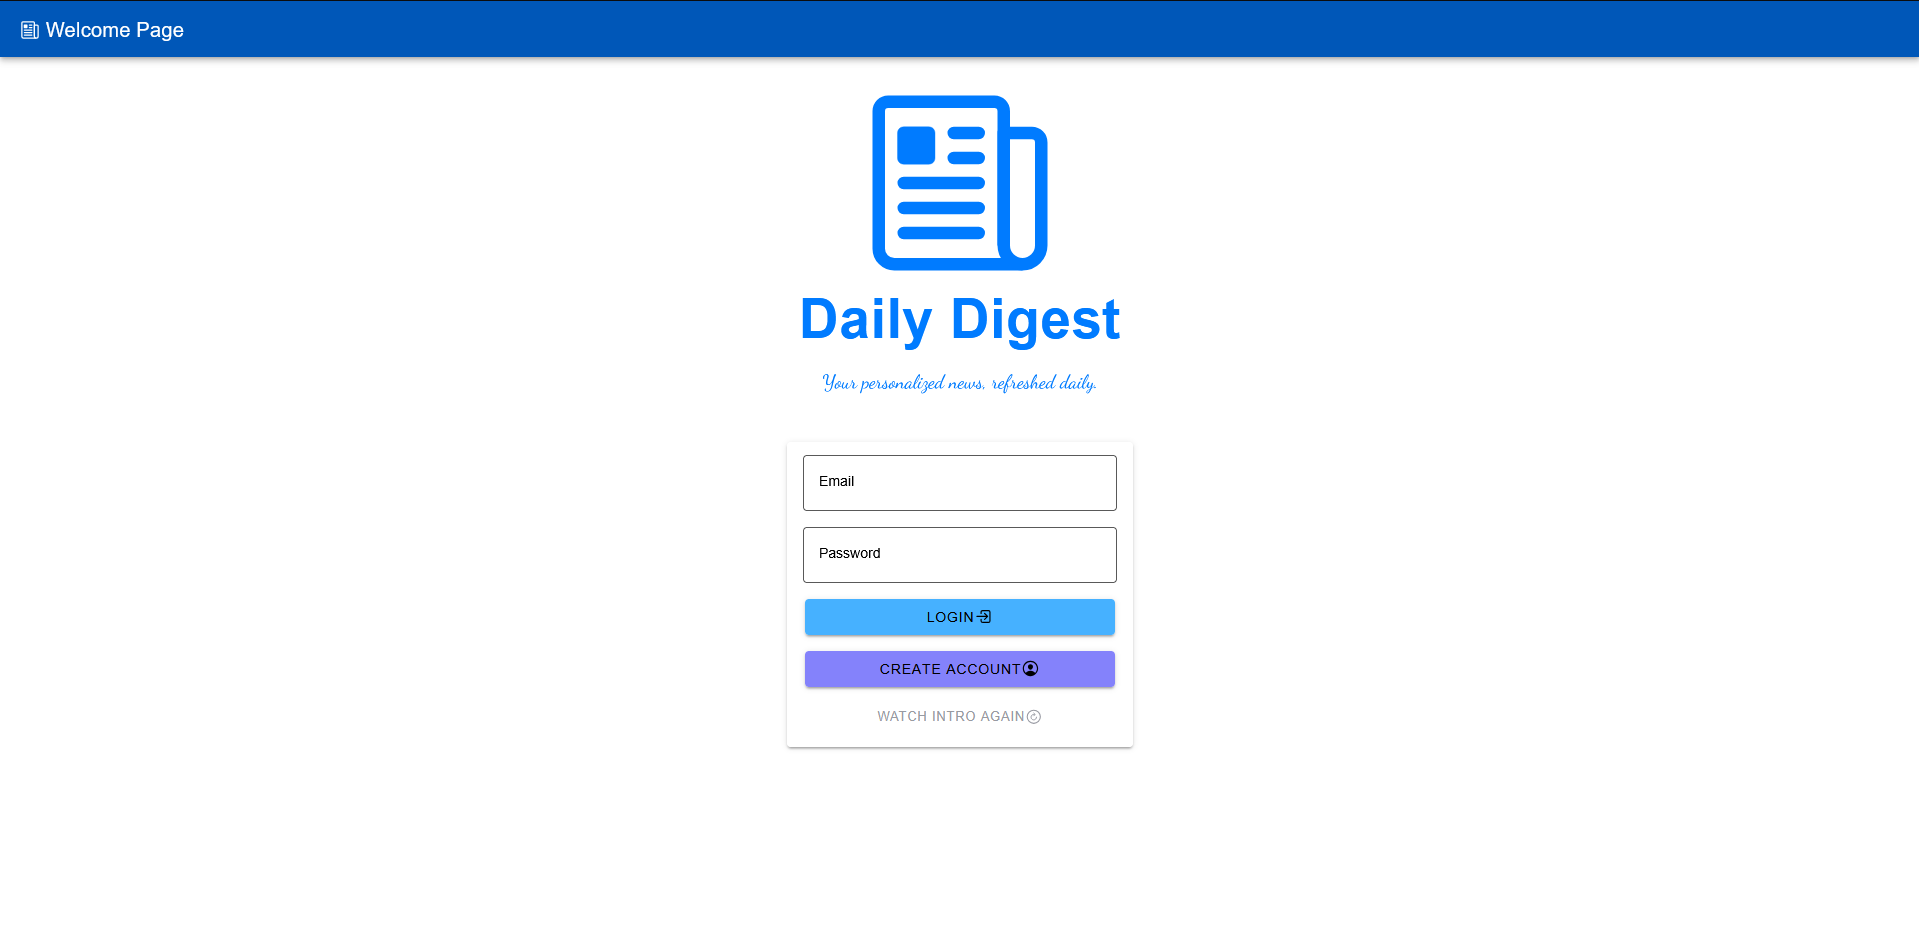 Welcome Page
Daily Digest
Your personalized news, refreshed daily.
Email
Password
LOGIN
CREATE ACCOUNT
WATCH INTRO AGAIN